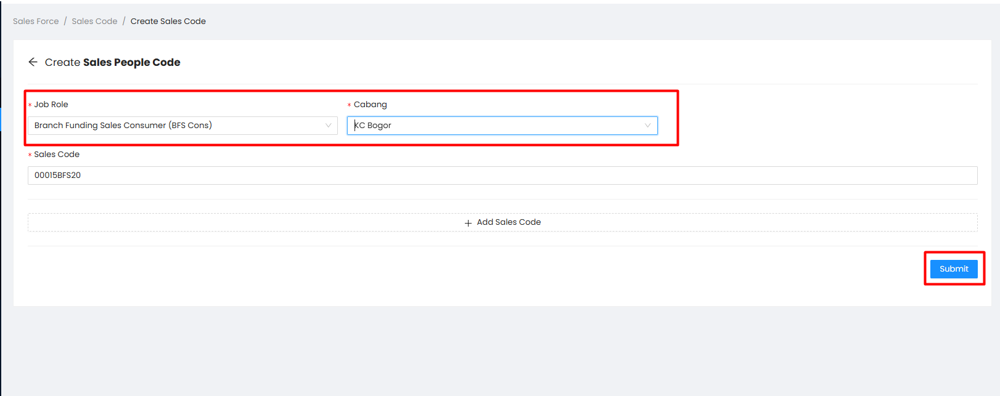 Sales Force / Sales Code / Create Sales Code
← Create Sales People Code
* Job Role
* Cabang
Branch Funding Sales Consumer (BFS Cons)
KC Bogor
* Sales Code
00015BFS20
+ Add Sales Code
Submit